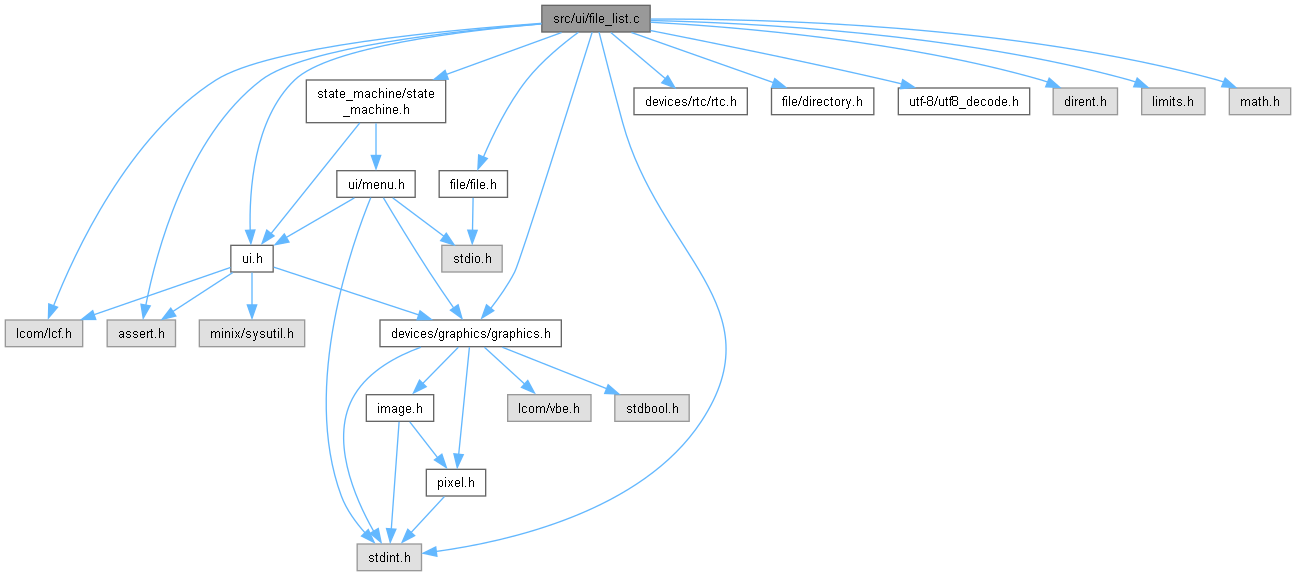 src/ui/file_list.c
state_machine/state
_machine.h
devices/rtc/rtc.h
file/directory.h
utf-8/utf8_decode.h
dirent.h
limits.h
math.h
ui/menu.h
file/file.h
ui.h
stdio.h
lcom/lcf.h
assert.h
minix/sysutil.h
devices/graphics/graphics.h
image.h
lcom/vbe.h
stdbool.h
pixel.h
stdint.h